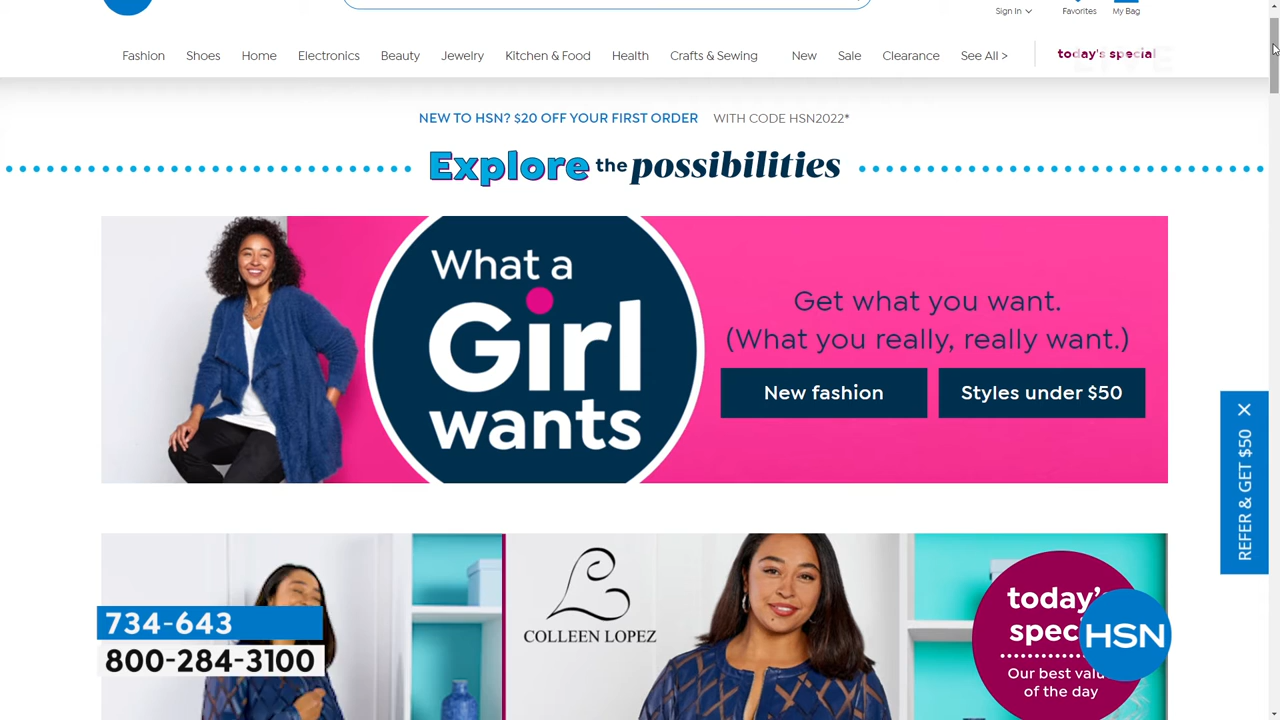 Sign In
Favorites
My Bag
Fashion
Shoes
Home
Electronics
Beauty
Jewelry
Kitchen & Food
Health
Crafts & Sewing
New
Sale
Clearance
See All >
today's special
NEW TO HSN? $20 OFF YOUR FIRST ORDER WITH CODE HSN2022*
Explore the possibilities
What a
Girl
wants
Get what you want.
(What you really, really want.)
New fashion
Styles under $50
REFER & GET $50
COLLEEN LOPEZ
today's
HSN
Our best
of the day
734-643
800-284-3100